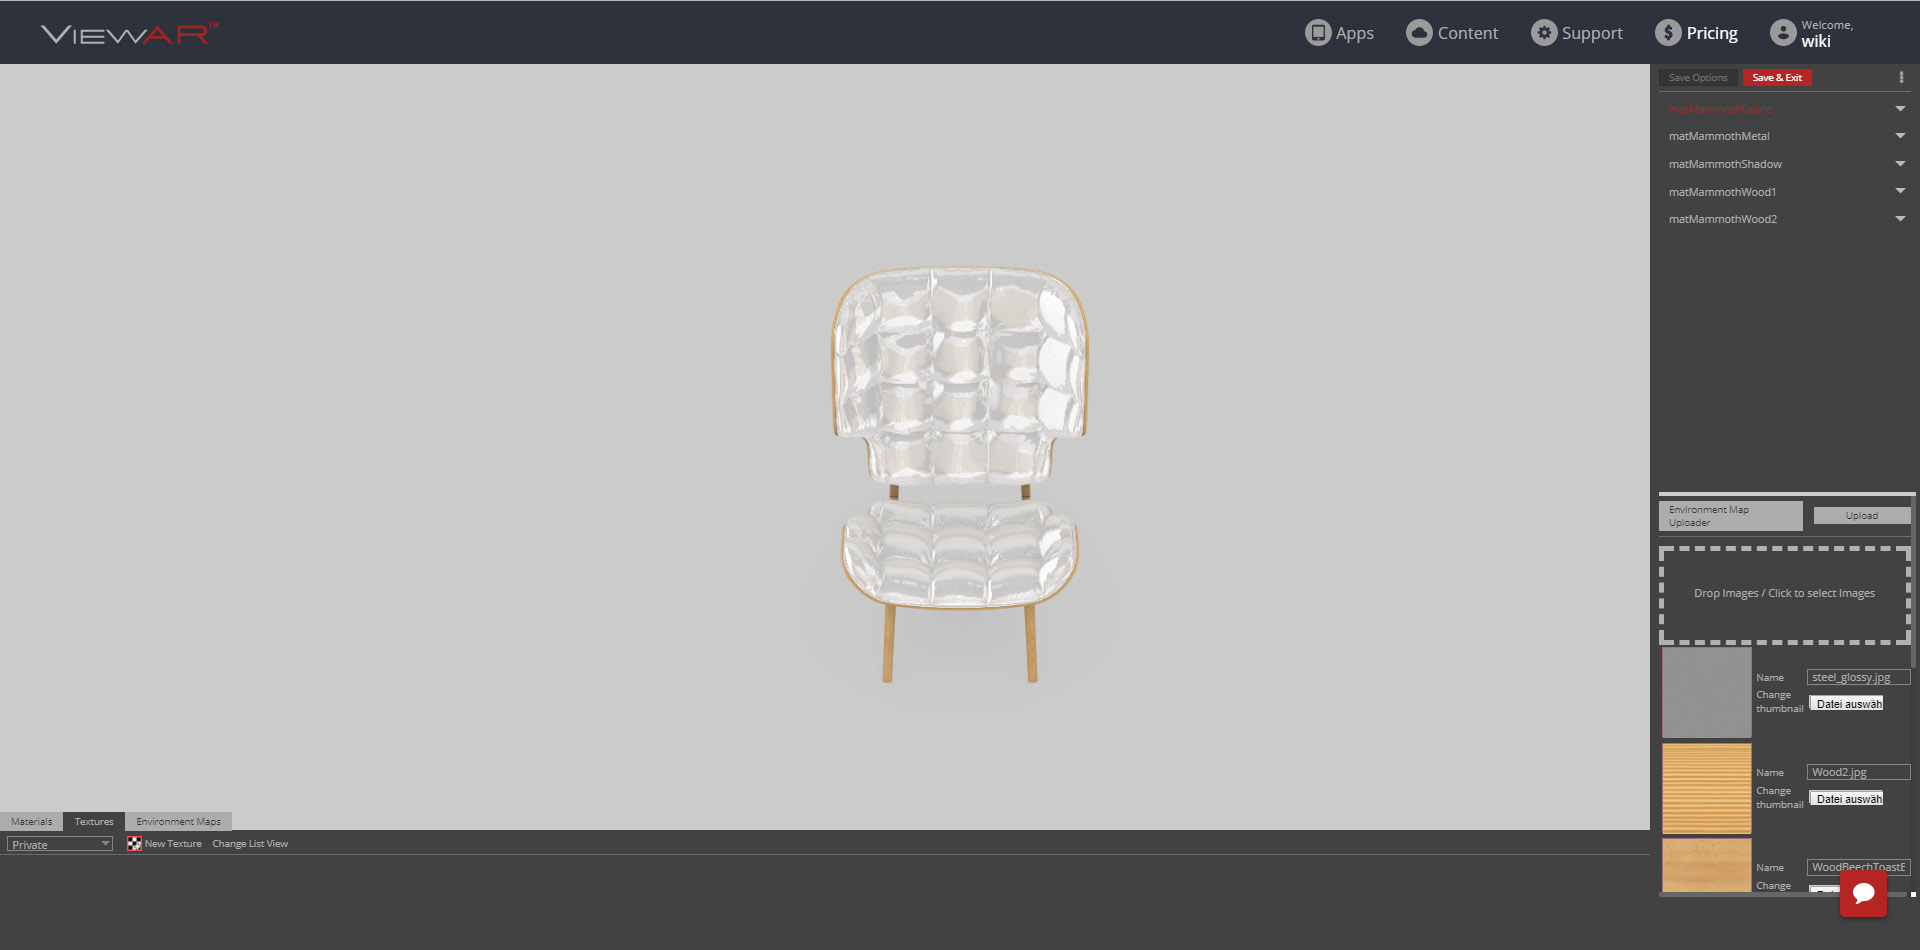 VIEWAR™
Apps
Content
Support
Pricing
Welcome,
wiki
Save Options
Save & Exit
matMammothFabric
matMammothMetal
matMammothShadow
matMammothWood1
matMammothWood2
Environment Map
Uploader
Upload
Drop Images / Click to select Images
Name
steel_glossy.jpg
Change
thumbnail
Datei auswäh
Name
Wood2.jpg
Change
thumbnail
Datei auswäh
Name
WoodBeechToastE
Change
Materials
Textures
Environment Maps
Private
New Texture
Change List View